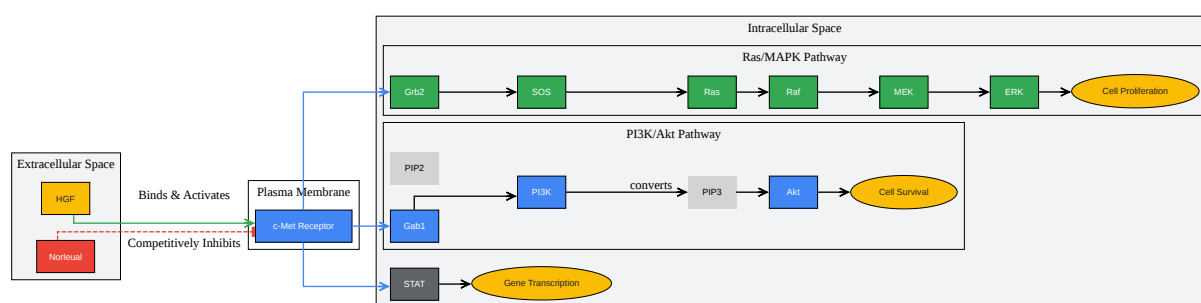 Intracellular Space
Ras/MAPK Pathway
Grb2
SOS
Ras
Raf
MEK
ERK
Cell Proliferation
PI3K/Akt Pathway
PIP2
PI3K
converts
PIP3
Akt
Cell Survival
Gab1
Extracellular Space
HGF
Norleual
Binds & Activates
Competitively Inhibits
Plasma Membrane
c-Met Receptor
STAT
Gene Transcription